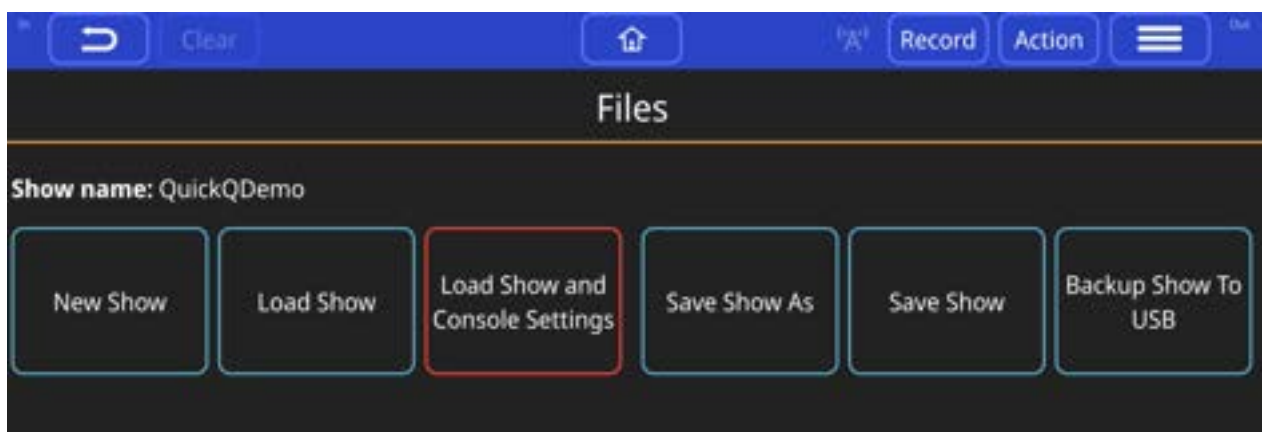 Clear
Record
Action
Files
Show name: QuickQDemo
New Show
Load Show
Load Show and
Console Settings
Save Show As
Save Show
Backup Show To
USB